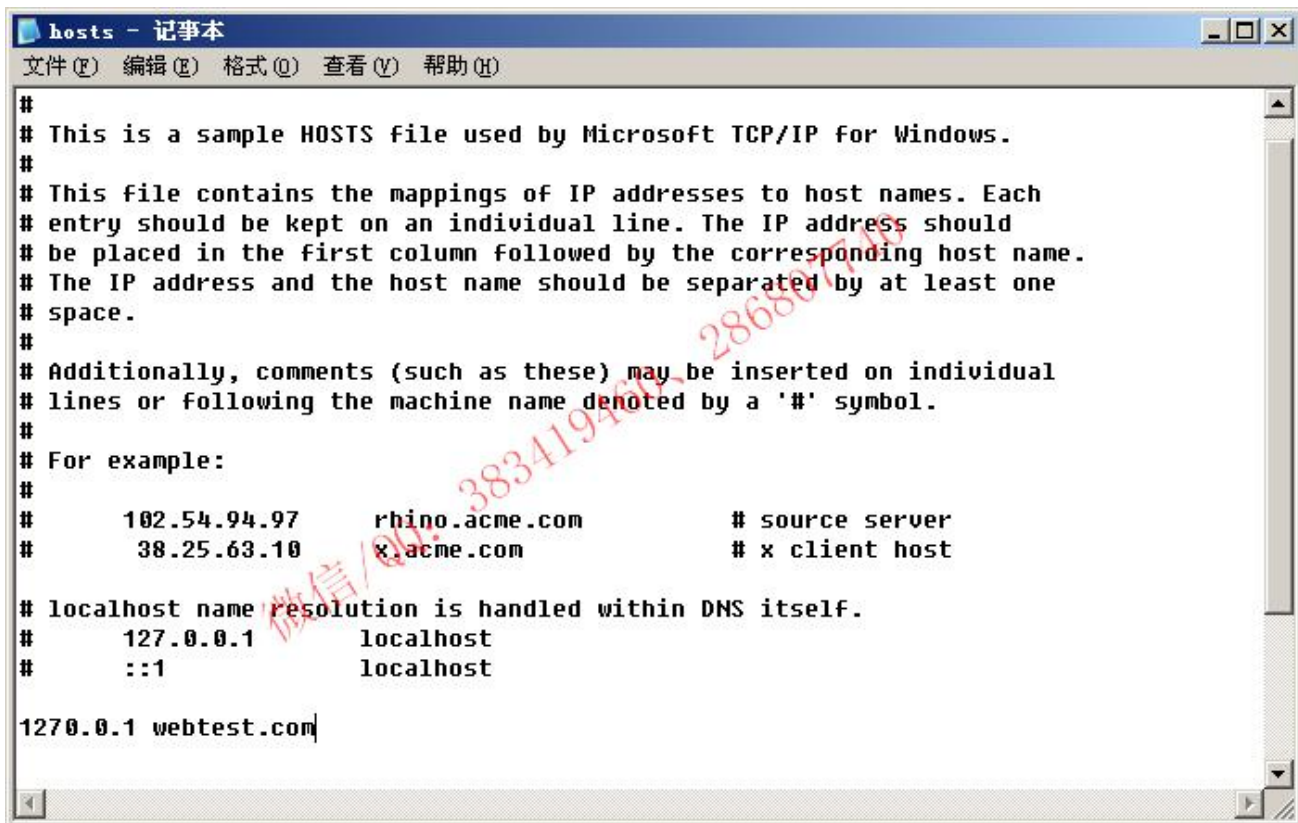 hosts - 记事本
文件(F) 编辑(E) 格式(O) 查看(V) 帮助(H)
#
# This is a sample HOSTS file used by Microsoft TCP/IP for Windows.
#
# This file contains the mappings of IP addresses to host names. Each
# entry should be kept on an individual line. The IP address should
# be placed in the first column followed by the corresponding host name.
# The IP address and the host name should be separated by at least one
# space.
#
# Additionally, comments (such as these) may be inserted on individual
# lines or following the machine name denoted by a '#' symbol.
#
# For example:
#
#      102.54.94.97     rhino.acme.com          # source server
#       38.25.63.10     x.acme.com              # x client host
# localhost name resolution is handled within DNS itself.
#      127.0.0.1       localhost
#      ::1             localhost
1270.0.1 webtest.com
微信/QQ：383419460、286807740